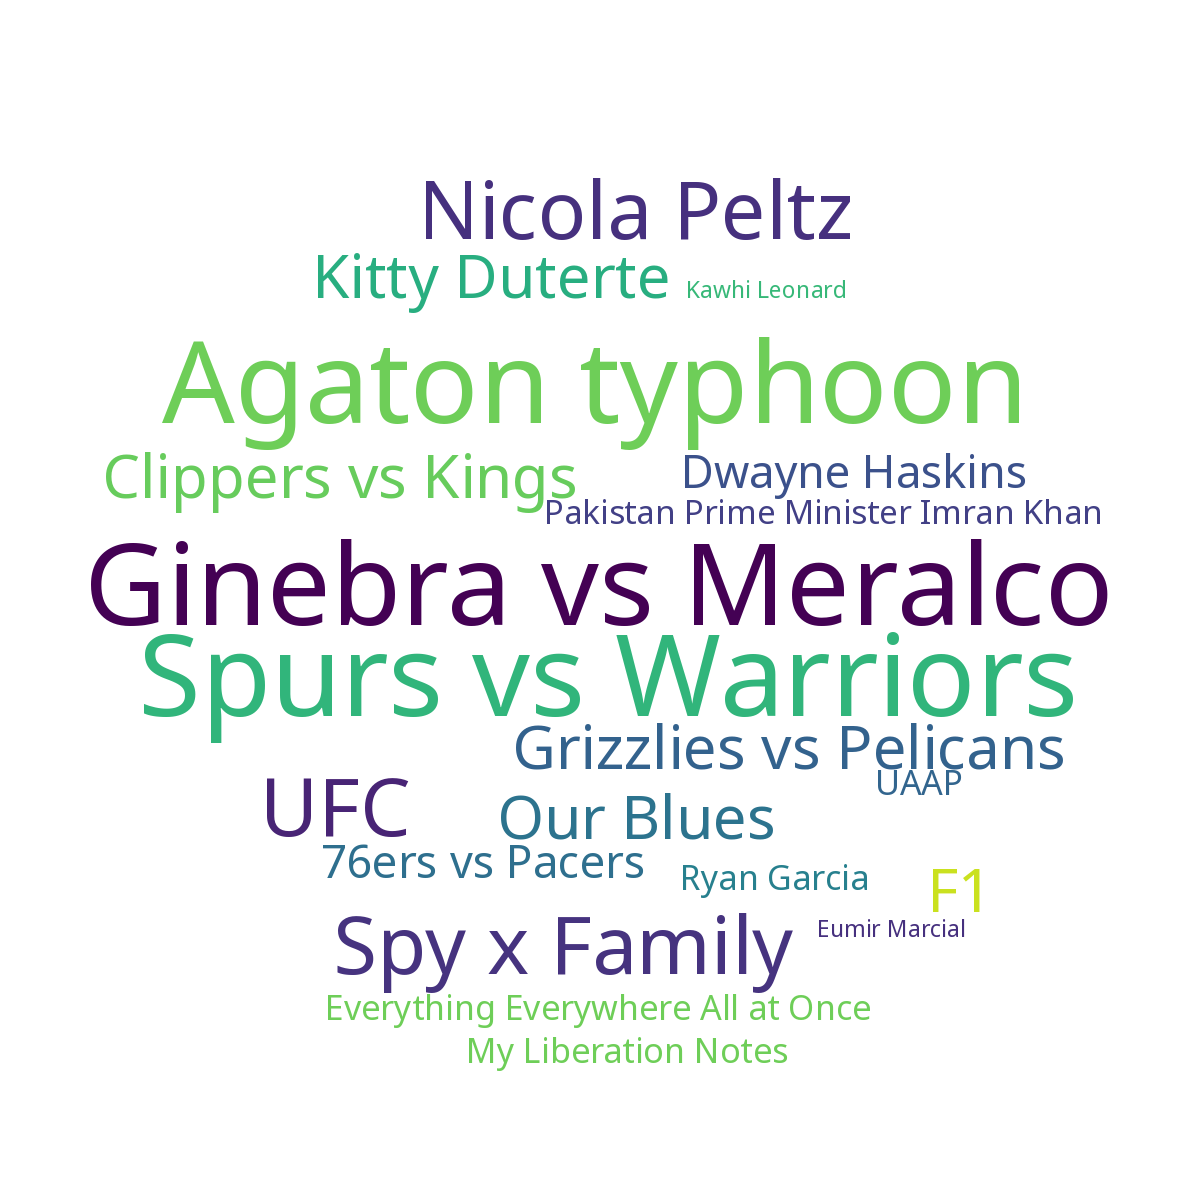 Nicola Peltz
Kitty Duterte
Kawhi Leonard
Agaton typhoon
Clippers vs Kings
Dwayne Haskins
Pakistan Prime Minister Imran Khan
Ginebra vs Meralco
Spurs vs Warriors
Grizzlies vs Pelicans
UAAP
UFC
Our Blues
76ers vs Pacers
Ryan Garcia
F1
Spy x Family
Eumir Marcial
Everything Everywhere All at Once
My Liberation Notes